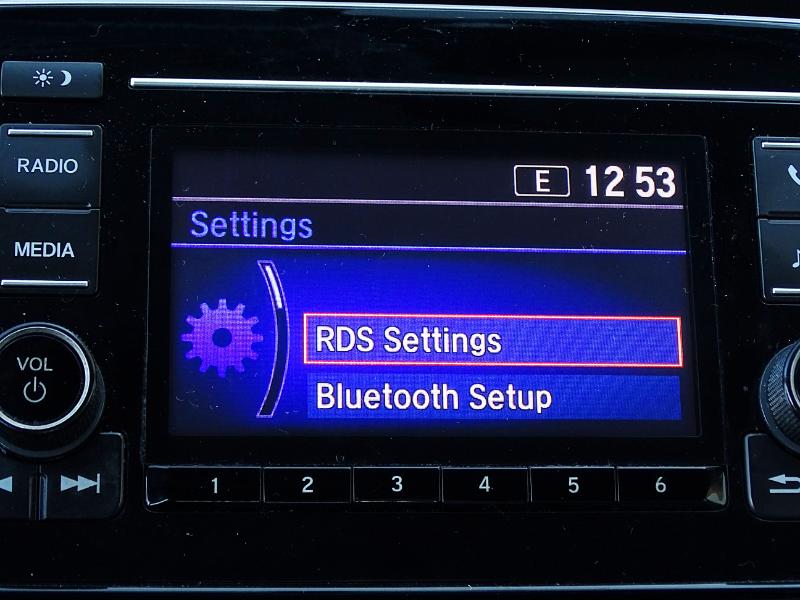 RADIO
MEDIA
VOL
E 12 53
Settings
RDS Settings
Bluetooth Setup
1 2 3 4 5 6